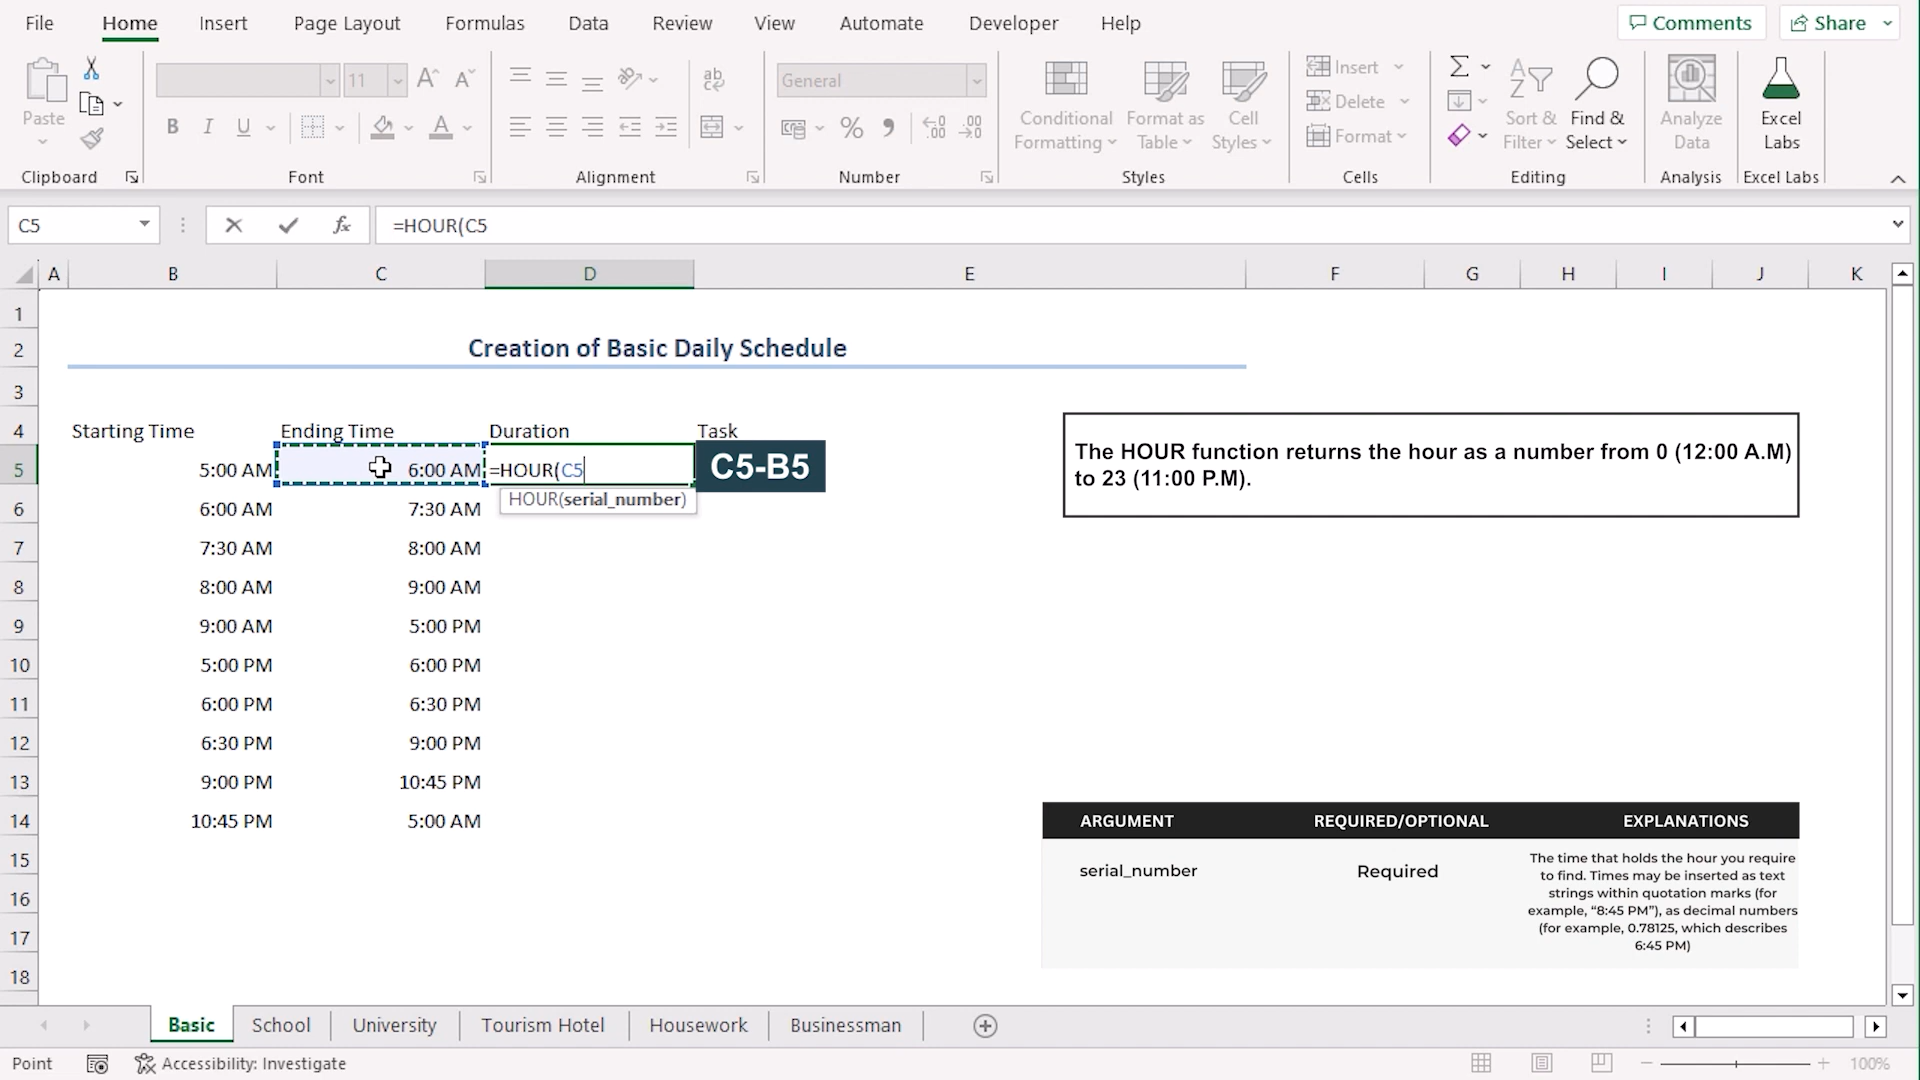 File Home Insert Page Layout Formulas Data Review View Automate Developer Help Comments Share
Paste
Clipboard
11
B I U
Font
ab
Alignment
General
%
Number
Conditional Formatting
Format as Table
Cell Styles
Styles
Insert
Delete
Format
Cells
Sort & Filter
Find & Select
Editing
Analyze Data
Analysis
Excel Labs
Excel Labs
C5 fx =HOUR(C5
A B C D E F G H I J K
1
2 Creation of Basic Daily Schedule
3
4 Starting Time Ending Time Duration Task
5 5:00 AM 6:00 AM =HOUR(C5 C5-B5
HOUR(serial_number)
6 6:00 AM 7:30 AM
7 7:30 AM 8:00 AM
8 8:00 AM 9:00 AM
9 9:00 AM 5:00 PM
10 5:00 PM 6:00 PM
11 6:00 PM 6:30 PM
12 6:30 PM 9:00 PM
13 9:00 PM 10:45 PM
14 10:45 PM 5:00 AM
15
16
17
18
The HOUR function returns the hour as a number from 0 (12:00 A.M)
to 23 (11:00 P.M).
ARGUMENT REQUIRED/OPTIONAL EXPLANATIONS
serial_number Required
The time that holds the hour you require
to find. Times may be inserted as text
strings within quotation marks (for
example, “8:45 PM”), as decimal numbers
(for example, 0.78125, which describes
6:45 PM)
Basic School University Tourism Hotel Housework Businessman
Point Accessibility: Investigate 100%